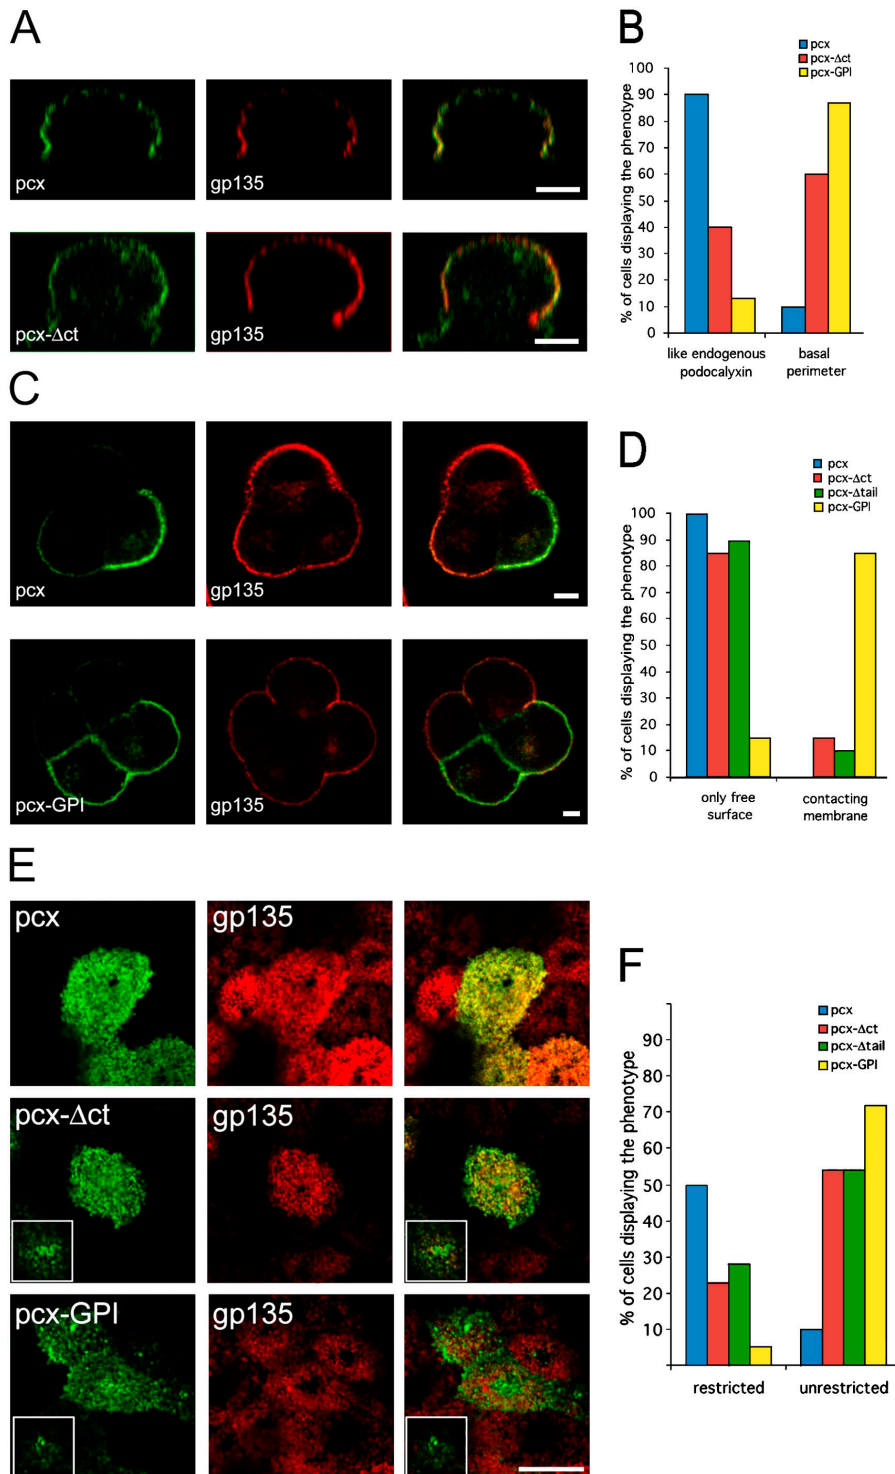 A
pcx
gp135
pcx-Δct
gp135
B
pcx
pcx-Δct
pcx-GPI
% of cells displaying the phenotype
100
90
80
70
60
50
40
30
20
10
0
like endogenous
podocalyxin
basal
perimeter
C
pcx
gp135
pcx-GPI
gp135
D
pcx
pcx-Δct
pcx-Δtail
pcx-GPI
% of cells displaying the phenotype
100
90
80
70
60
50
40
30
20
10
0
only free
surface
contacting
membrane
E
pcx
gp135
pcx-Δct
gp135
pcx-GPI
gp135
F
pcx
pcx-Δct
pcx-Δtail
pcx-GPI
% of cells displaying the phenotype
90
70
50
40
30
10
restricted
unrestricted